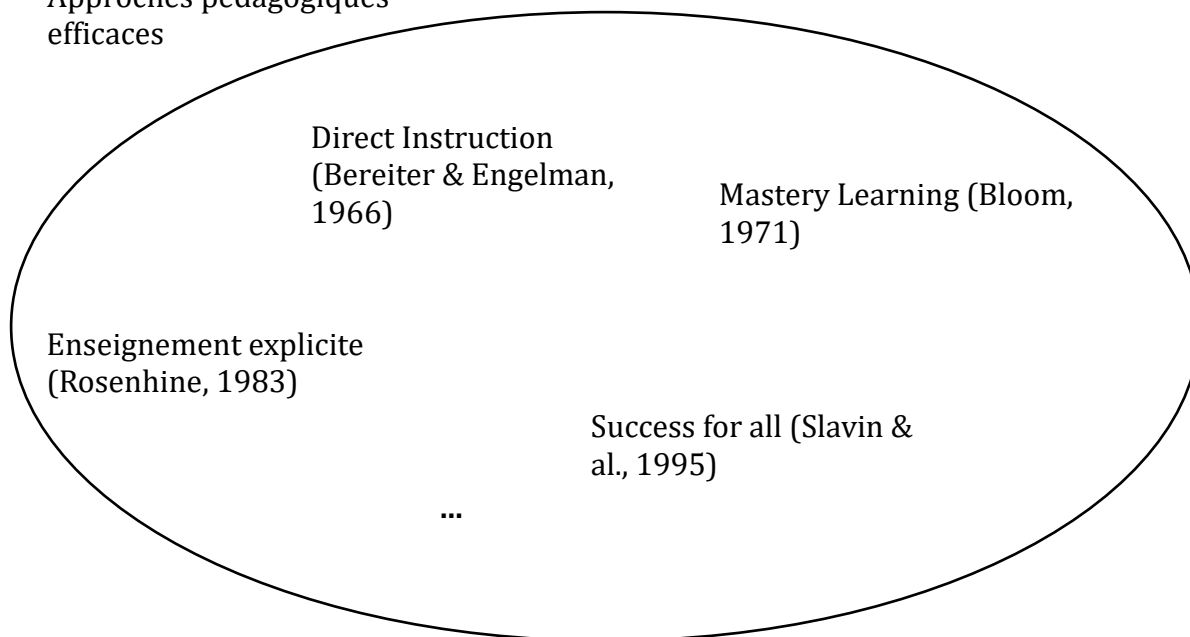 Approches pédagogiques
efficaces
Direct Instruction
(Bereiter & Engelman,
1966)
Mastery Learning (Bloom,
1971)
Enseignement explicite
(Rosenhine, 1983)
Success for all (Slavin &
al., 1995)
...